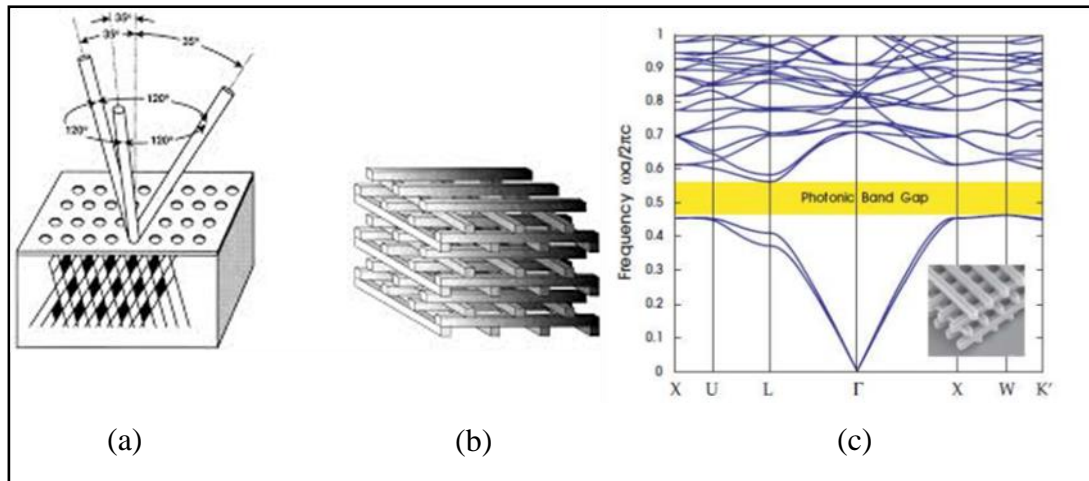 35°
35°
35°
120°
120°
120°
(a)
(b)
Frequency ωa/2πc
1
0.9
0.8
0.7
0.6
0.5
0.4
0.3
0.2
0.1
0
Photonic Band Gap
X U L Γ X W K'
(c)